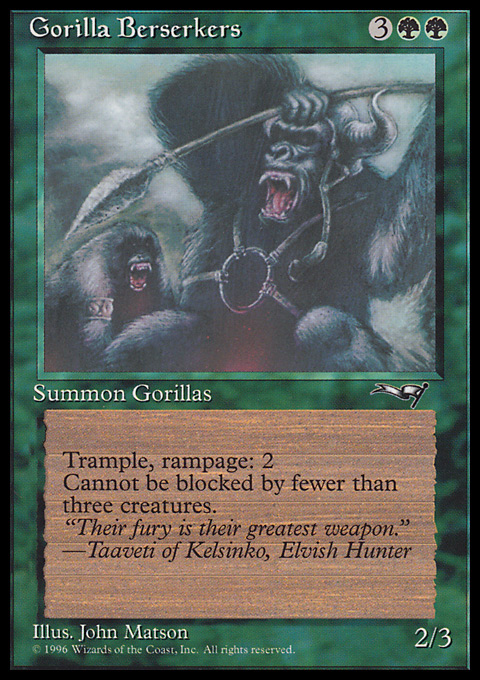 Gorilla Berserkers 3
Summon Gorillas
Trample, rampage: 2
Cannot be blocked by fewer than
three creatures.
“Their fury is their greatest weapon.”
—Taaveti of Kelsinko, Elvish Hunter
Illus. John Matson
2/3
© 1996 Wizards of the Coast, Inc. All rights reserved.